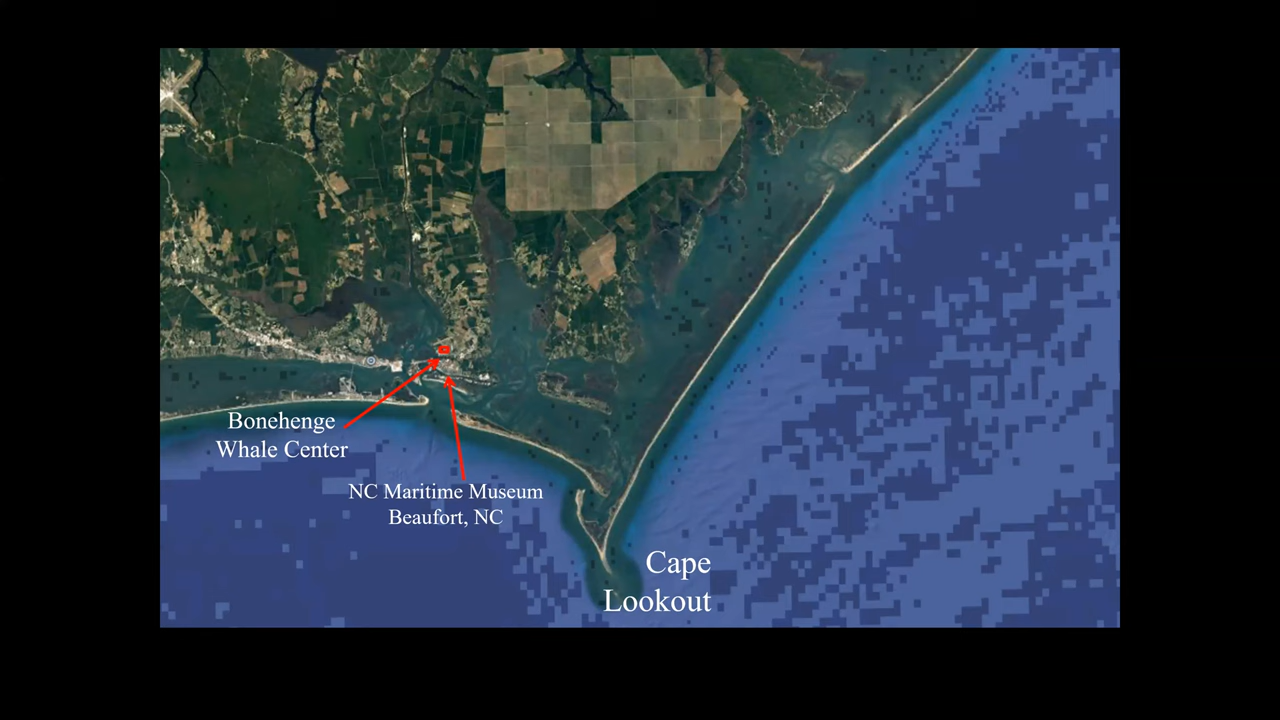 Bonehenge
Whale Center
NC Maritime Museum
Beaufort, NC
Cape
Lookout